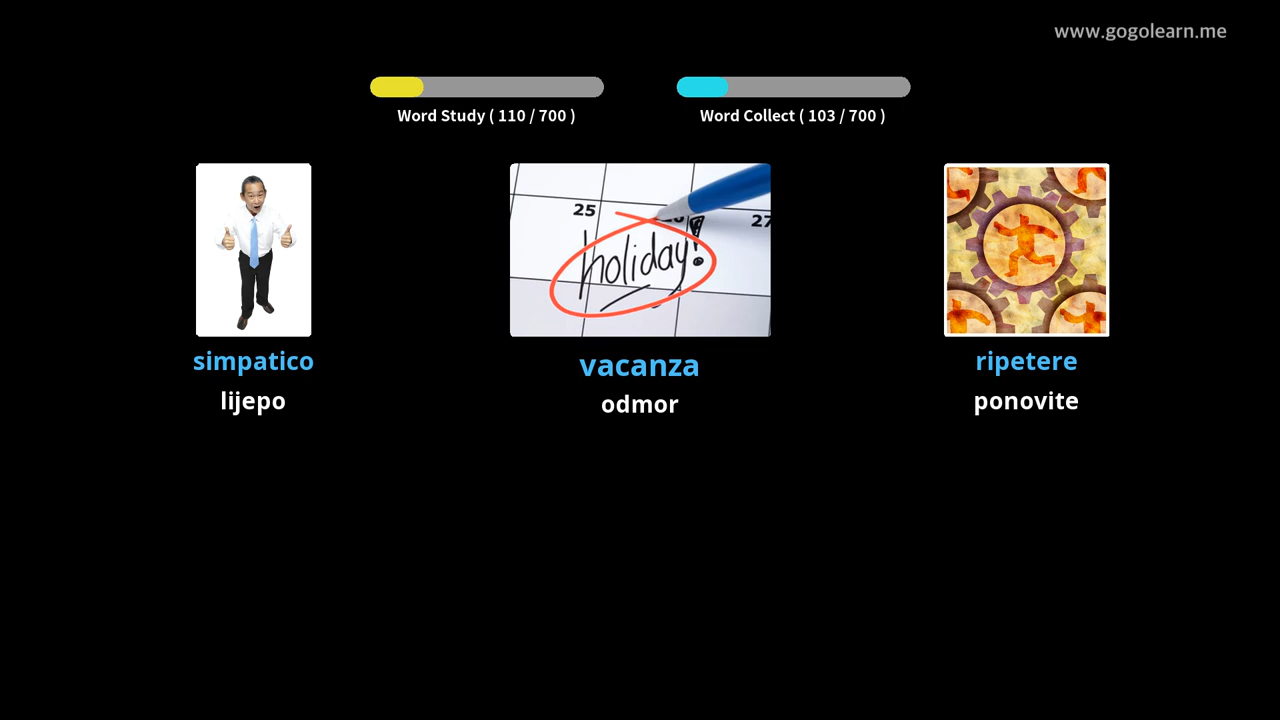 www.gogolearn.me
Word Study ( 110 / 700 )
Word Collect ( 103 / 700 )
25
27
holiday!
simpatico
vacanza
ripetere
lijepo
odmor
ponovite